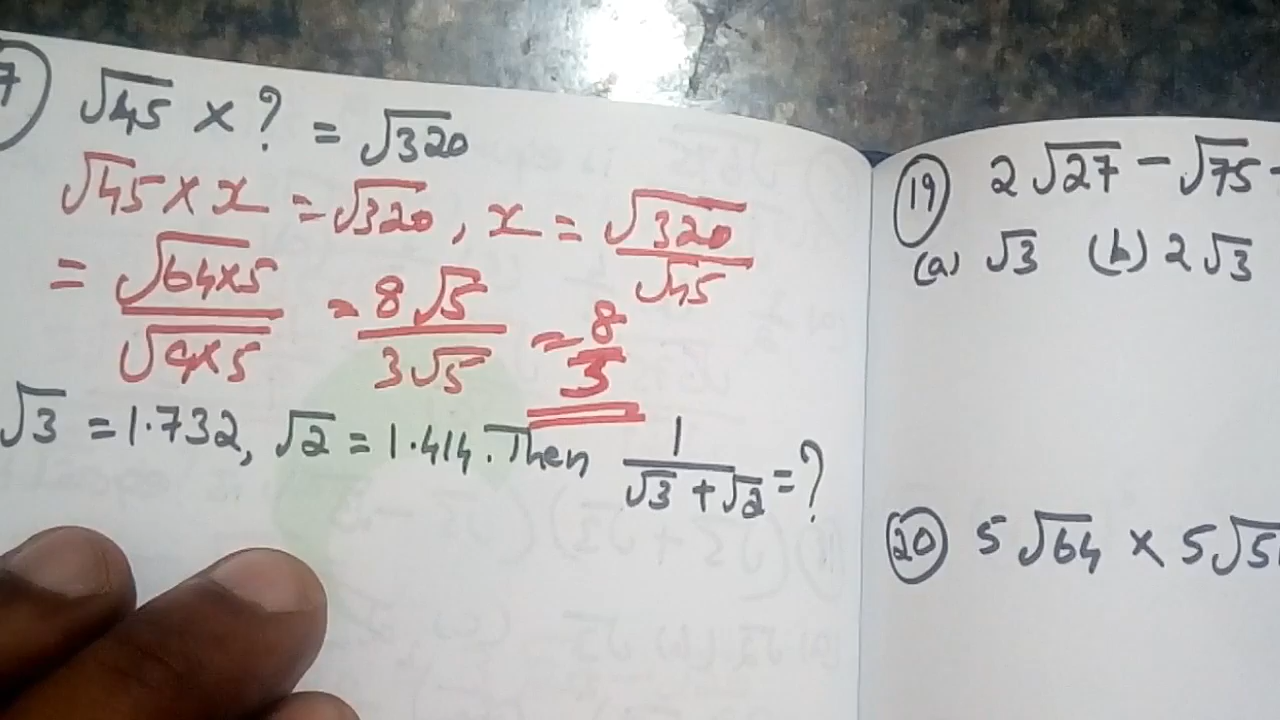 7 √45 × ? = √320
√45 × x = √320, x = √320/√45
= √64×5/√9×5 = 8√5/3√5 = 8/3
√3 = 1.732, √2 = 1.414. Then 1/√3 + √2 = ?
19 2√27 - √75 -
(a) √3 (b) 2√3
20 5√64 × 5√5